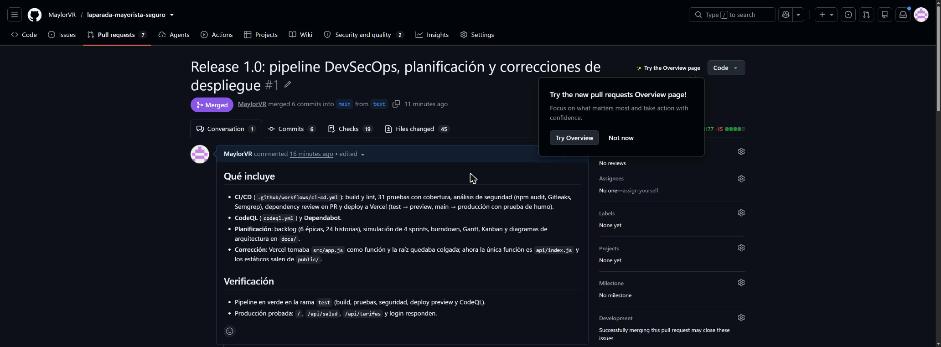 MaylorVR / laparada-mayorista-seguro
Type / to search
Code
Issues
Pull requests 7
Agents
Actions
Projects
Wiki
Security and quality 2
Insights
Settings
Release 1.0: pipeline DevSecOps, planificación y correcciones de
despliegue #1
Try the Overview page
Code
Merged
MaylorVR merged 6 commits into main from test 11 minutes ago
Try the new pull requests Overview page!
Focus on what matters most and take action with
confidence.
Try Overview
Not now
Conversation 1
Commits 6
Checks 19
Files changed 45
MaylorVR commented 16 minutes ago • edited
Qué incluye
• CI/CD (.github/workflows/ci-cd.yml): build y lint, 31 pruebas con cobertura, análisis de seguridad (npm audit, Gitleaks,
Semgrep), dependency review en PR y deploy a Vercel (test → preview, main → producción con prueba de humo).
• CodeQL (codeql.yml) y Dependabot.
• Planificación: backlog (6 épicas, 24 historias), simulación de 4 sprints, burndown, Gantt, Kanban y diagramas de
arquitectura en docs/.
• Corrección: Vercel tomaba src/app.js como función y la raíz quedaba colgada; ahora la única función es api/index.js y
los estáticos salen de public/.
Verificación
• Pipeline en verde en la rama test (build, pruebas, seguridad, deploy preview y CodeQL).
• Producción probada: /, /api/salud, /api/tarifas y login responden.
No reviews
Assignees
No one—assign yourself
Labels
None yet
Projects
None yet
Milestone
No milestone
Development
Successfully merging this pull request may close these
issues